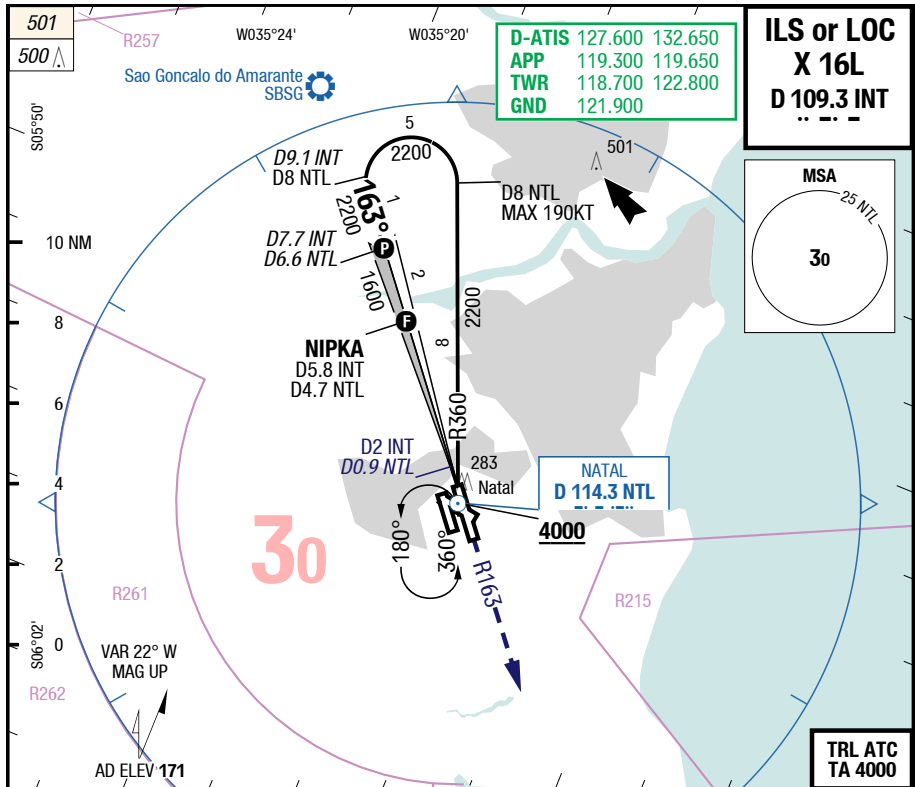 501
500
R257
W035°24'
W035°20'
D-ATIS 127.600 132.650
APP 119.300 119.650
TWR 118.700 122.800
GND 121.900
ILS or LOC
X 16L
D 109.3 INT
Sao Goncalo do Amarante
SBSG
S05°50'
5
2200
D9.1 INT
D8 NTL
501
MSA
25 NTL
30
D8 NTL
MAX 190KT
163°
1
2200
10 NM
D7.7 INT
D6.6 NTL
P
2
1600
2200
8
F
8
NIPKA
D5.8 INT
D4.7 NTL
6
R360
D2 INT
D0.9 NTL
283
Natal
NATAL
D 114.3 NTL
4
4000
180°
360°
30
2
R163
R261
R215
S06°02'
0
VAR 22° W
MAG UP
R262
AD ELEV 171
TRL ATC
TA 4000